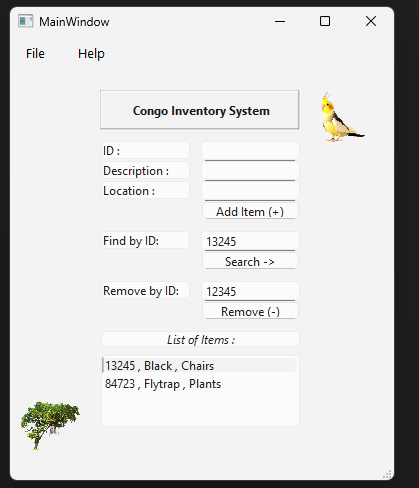 MainWindow
File Help
Congo Inventory System
ID :
Description :
Location :
Add Item (+)
Find by ID: 13245
Search ->
Remove by ID: 12345
Remove (-)
List of Items :
13245 , Black , Chairs
84723 , Flytrap , Plants